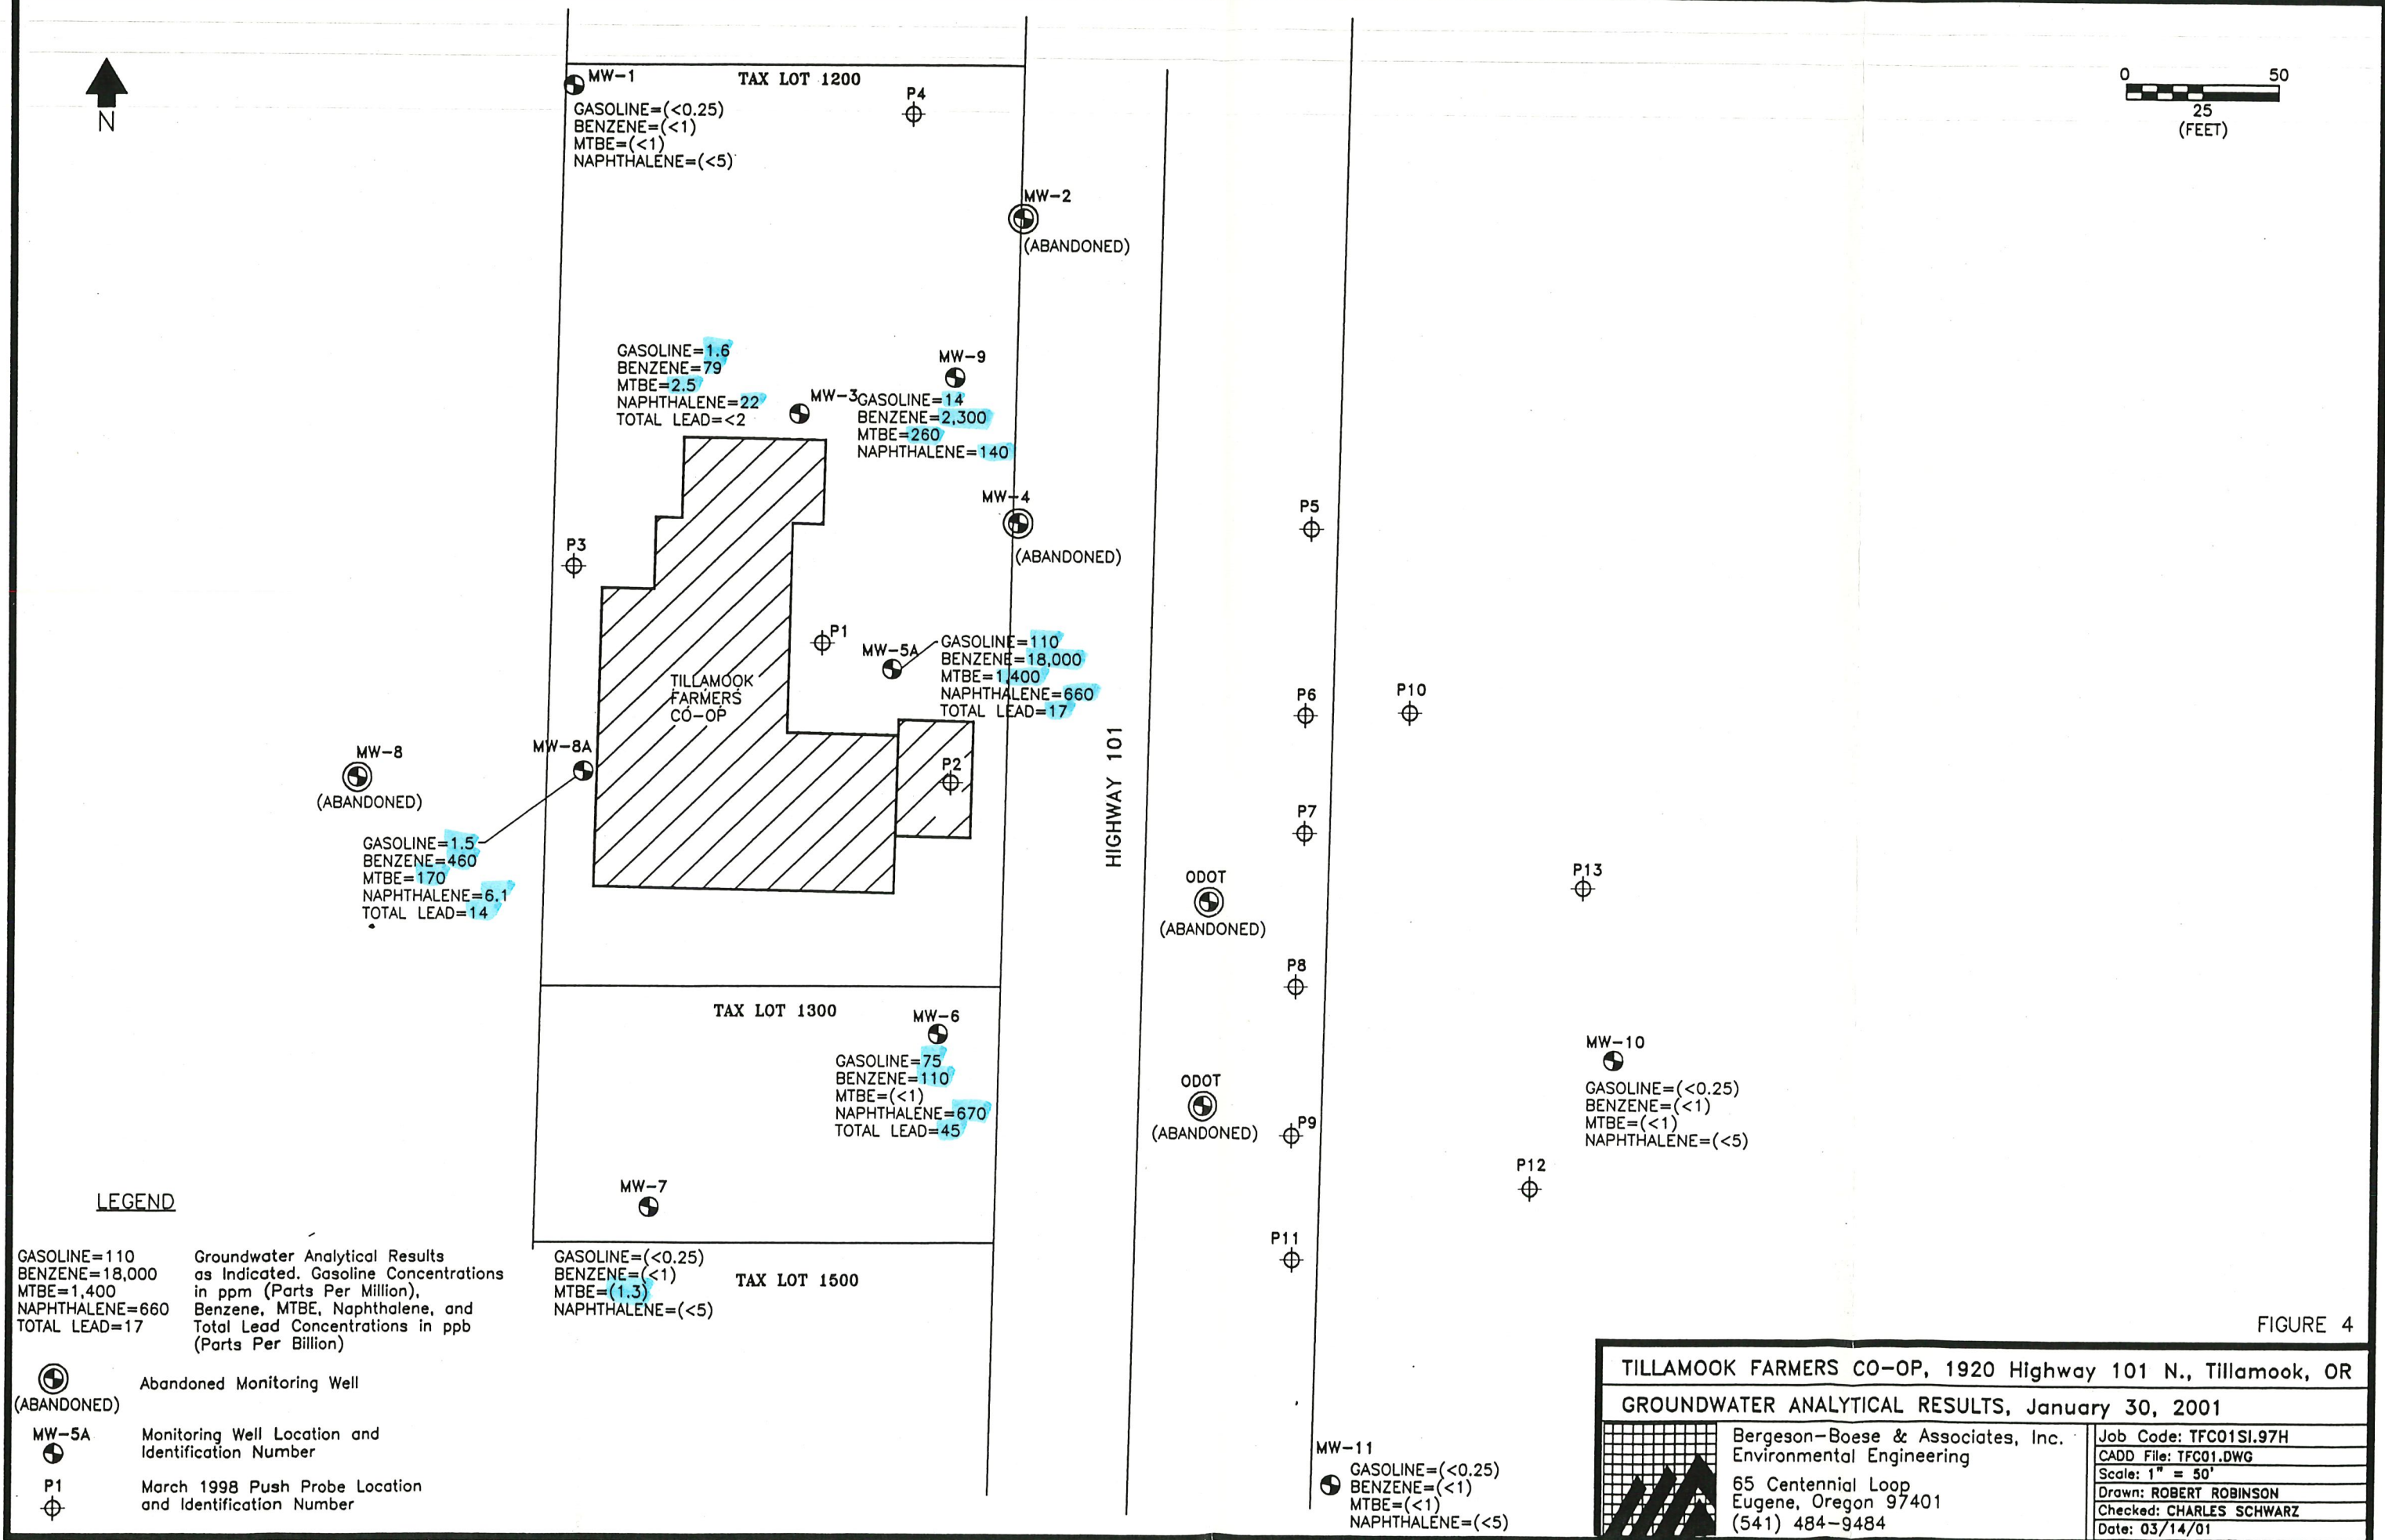 N
MW-1
TAX LOT 1200
GASOLINE=(<0.25)
BENZENE=(<1)
MTBE=(<1)
NAPHTHALENE=(<5)
P4
0 50
25
(FEET)
MW-2
(ABANDONED)
GASOLINE=1.6
BENZENE=79
MTBE=2.5
NAPHTHALENE=22
TOTAL LEAD=<2
MW-3
MW-9
GASOLINE=14
BENZENE=2,300
MTBE=260
NAPHTHALENE=140
MW-4
(ABANDONED)
P5
P3
P1
MW-5A
GASOLINE=110
BENZENE=18,000
MTBE=1,400
NAPHTHALENE=660
TOTAL LEAD=17
TILLAMOOK
FARMERS
CO-OP
P6
P10
MW-8
(ABANDONED)
MW-8A
P2
HIGHWAY 101
P7
GASOLINE=1.5
BENZENE=460
MTBE=170
NAPHTHALENE=6.1
TOTAL LEAD=14
ODOT
(ABANDONED)
P13
P8
TAX LOT 1300
MW-6
GASOLINE=75
BENZENE=110
MTBE=(<1)
NAPHTHALENE=670
TOTAL LEAD=45
ODOT
(ABANDONED)
P9
MW-10
GASOLINE=(<0.25)
BENZENE=(<1)
MTBE=(<1)
NAPHTHALENE=(<5)
P12
MW-7
GASOLINE=(<0.25)
BENZENE=(<1)
MTBE=(1.3)
NAPHTHALENE=(<5)
TAX LOT 1500
P11
MW-11
GASOLINE=(<0.25)
BENZENE=(<1)
MTBE=(<1)
NAPHTHALENE=(<5)
LEGEND
GASOLINE=110
BENZENE=18,000
MTBE=1,400
NAPHTHALENE=660
TOTAL LEAD=17
Groundwater Analytical Results
as Indicated. Gasoline Concentrations
in ppm (Parts Per Million),
Benzene, MTBE, Naphthalene, and
Total Lead Concentrations in ppb
(Parts Per Billion)
(ABANDONED)
Abandoned Monitoring Well
MW-5A
Monitoring Well Location and
Identification Number
P1
March 1998 Push Probe Location
and Identification Number
FIGURE 4
TILLAMOOK FARMERS CO-OP, 1920 Highway 101 N., Tillamook, OR
GROUNDWATER ANALYTICAL RESULTS, January 30, 2001
Bergeson-Boese & Associates, Inc.
Environmental Engineering
65 Centennial Loop
Eugene, Oregon 97401
(541) 484-9484
Job Code: TFC01SI.97H
CADD File: TFC01.DWG
Scale: 1" = 50'
Drawn: ROBERT ROBINSON
Checked: CHARLES SCHWARZ
Date: 03/14/01